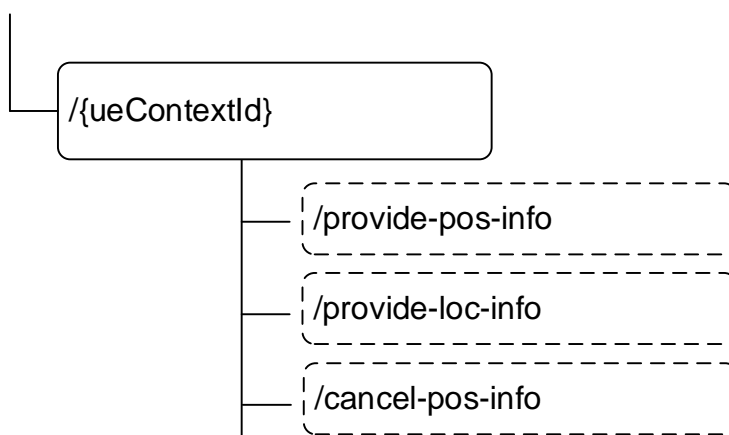 /{ueContextId}
/provide-pos-info
/provide-loc-info
/cancel-pos-info